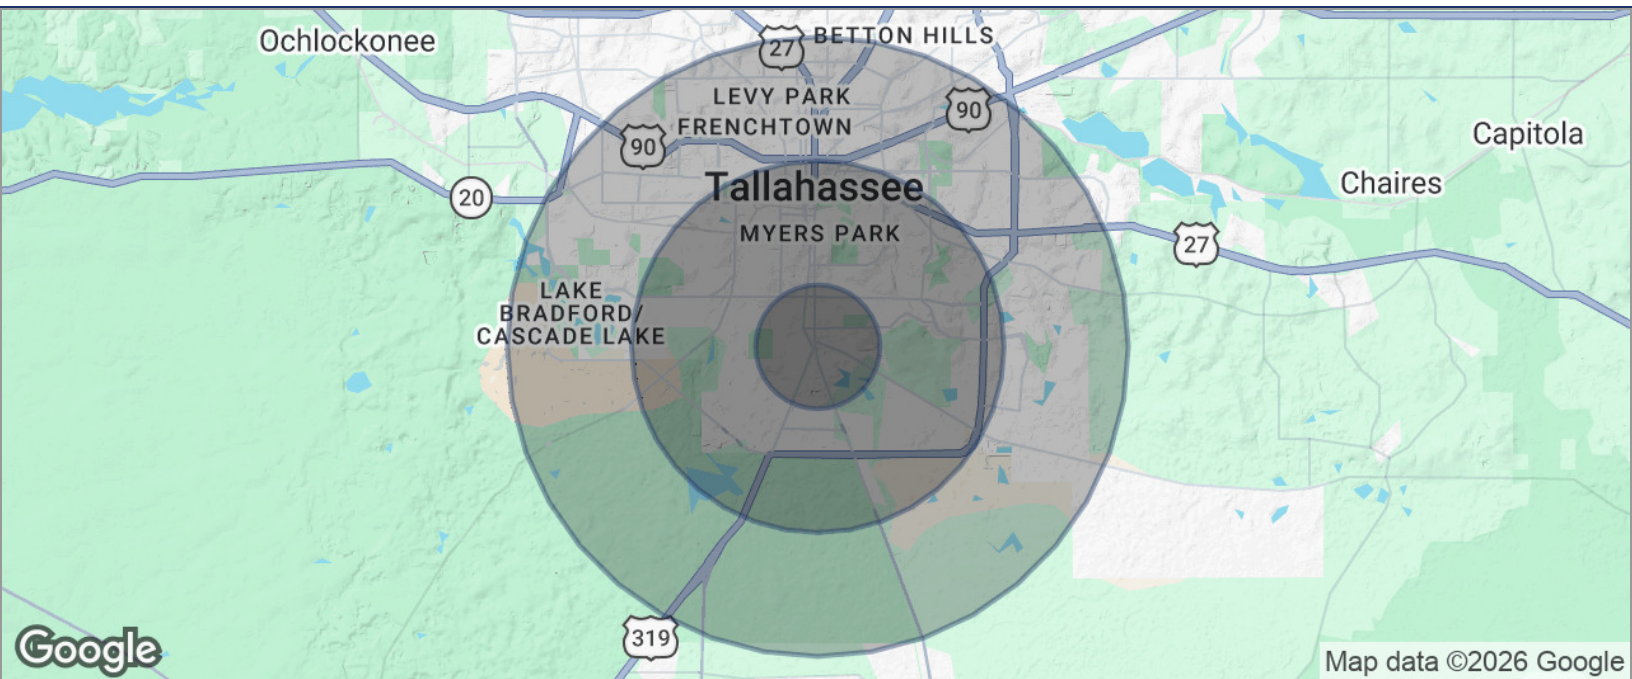 Ochlockonee
27
BETTON HILLS
LEVY PARK
90
FRENCHTOWN
90
Capitola
Tallahassee
Chaires
20
MYERS PARK
27
LAKE
BRADFORD/
CASCADE LAKE
319
Google
Map data ©2026 Google